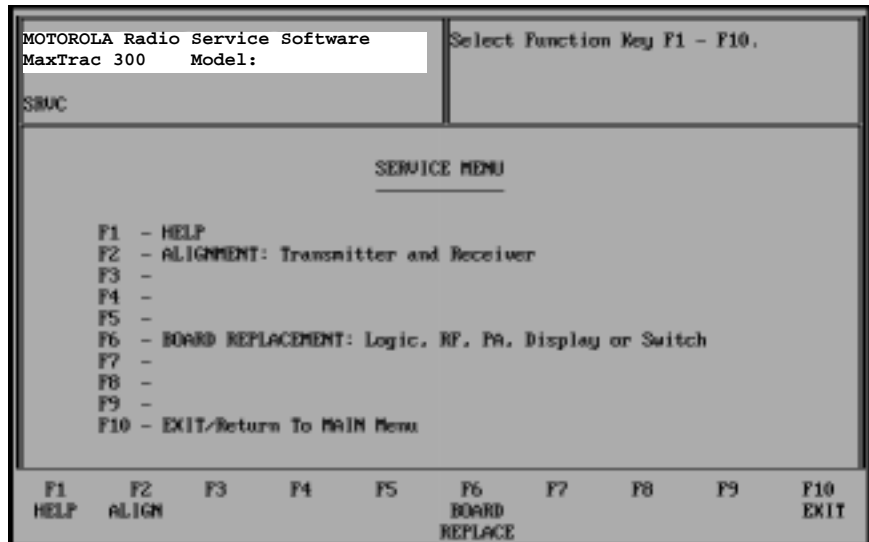 MOTOROLA Radio Service Software
MaxTrac 300 Model:
SRVC
Select Function Key F1 - F10.
SERVICE MENU
F1 - HELP
F2 - ALIGNMENT: Transmitter and Receiver
F3 -
F4 -
F5 -
F6 - BOARD REPLACEMENT: Logic, RF, PA, Display or Switch
F7 -
F8 -
F9 -
F10 - EXIT/Return To MAIN Menu
F1 F2 F3 F4 F5 F6 F7 F8 F9 F10
HELP ALIGN BOARD EXIT
REPLACE